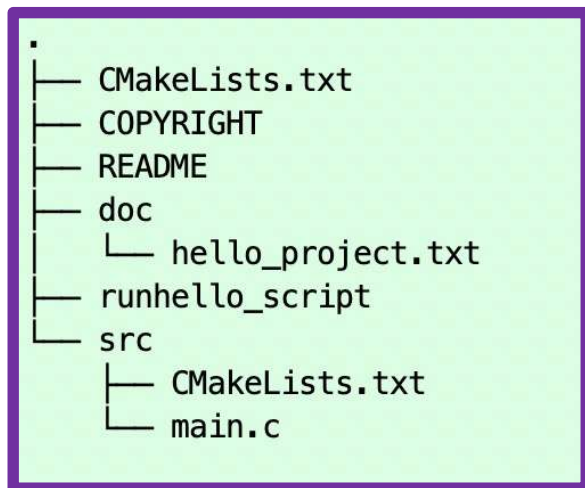 .
├── CMakeLists.txt
├── COPYRIGHT
├── README
├── doc
│   └── hello_project.txt
├── runhello_script
└── src
    ├── CMakeLists.txt
    └── main.c